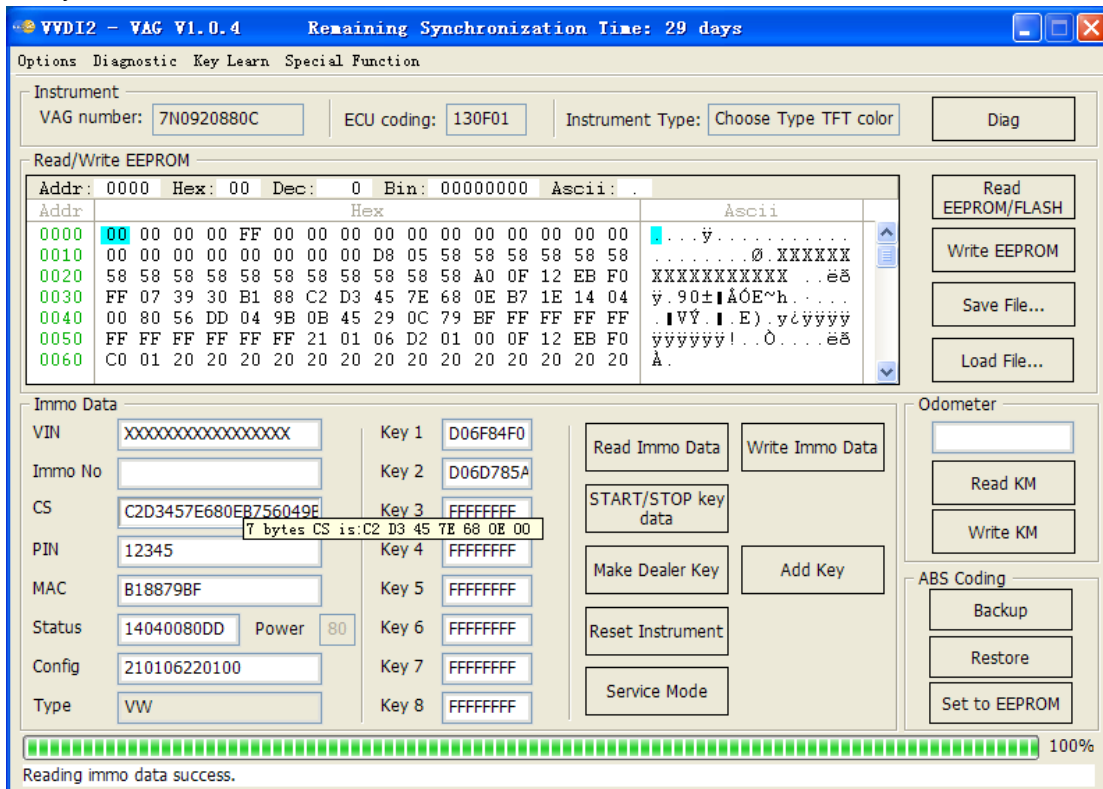 VVDI2 - VAG V1.0.4 Remaining Synchronization Time: 29 days
Options Diagnostic Key Learn Special Function
Instrument
VAG number: 7N0920880C ECU coding: 130F01 Instrument Type: Choose Type TFT color Diag
Read/Write EEPROM
Addr: 0000 Hex: 00 Dec: 0 Bin: 00000000 Ascii: .
Addr Hex Ascii
0000 00 00 00 00 FF 00 00 00 00 00 00 00 00 00 00 00 ....ÿ...........
0010 00 00 00 00 00 00 00 00 D8 05 58 58 58 58 58 58 ........Ø.XXXXXX
0020 58 58 58 58 58 58 58 58 58 58 58 A0 0F 12 EB F0 XXXXXXXXXXX ..ëð
0030 FF 07 39 30 B1 88 C2 D3 45 7E 68 0E B7 1E 14 04 ÿ.90±ÂÓE~h.·...
0040 00 80 56 DD 04 9B 0B 45 29 0C 79 BF FF FF FF FF .VÝ..E).y¿ÿÿÿÿ
0050 FF FF FF FF FF FF 21 01 06 D2 01 00 0F 12 EB F0 ÿÿÿÿÿÿ!..Ò....ëð
0060 C0 01 20 20 20 20 20 20 20 20 20 20 20 20 20 20 À.
Read EEPROM/FLASH
Write EEPROM
Save File...
Load File...
Immo Data
VIN XXXXXXXXXXXXXXXXX
Immo No
CS C2D3457E680EB756049E
7 bytes CS is:C2 D3 45 7E 68 0E 00
PIN 12345
MAC B18879BF
Status 14040080DD Power 80
Config 210106220100
Type VW
Key 1 D06F84F0
Key 2 D06D785A
Key 3 FFFFFFFF
Key 4 FFFFFFFF
Key 5 FFFFFFFF
Key 6 FFFFFFFF
Key 7 FFFFFFFF
Key 8 FFFFFFFF
Read Immo Data Write Immo Data
START/STOP key
data
Make Dealer Key Add Key
Reset Instrument
Service Mode
Odometer
Read KM
Write KM
ABS Coding
Backup
Restore
Set to EEPROM
100%
Reading immo data success.